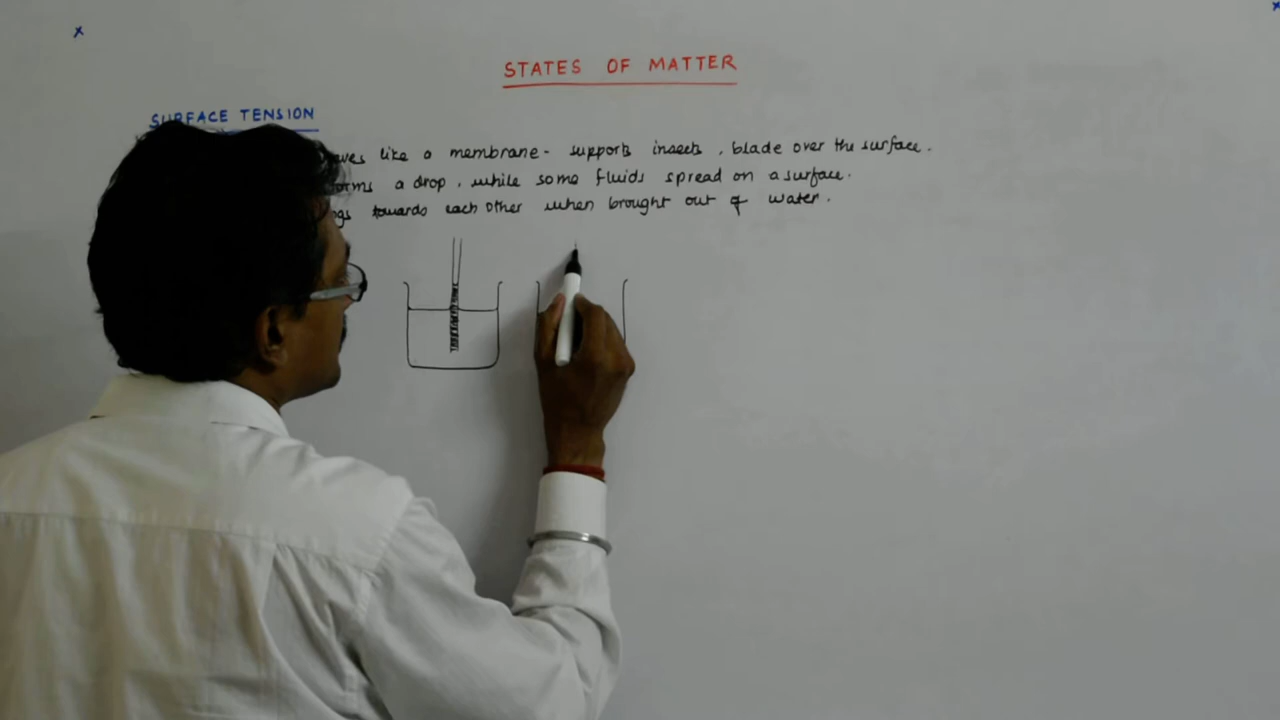 STATES OF MATTER
SURFACE TENSION
like a membrane - supports insects, blade over the surface.
a drop, while some fluids spread on a surface.
towards each other when brought out of water.